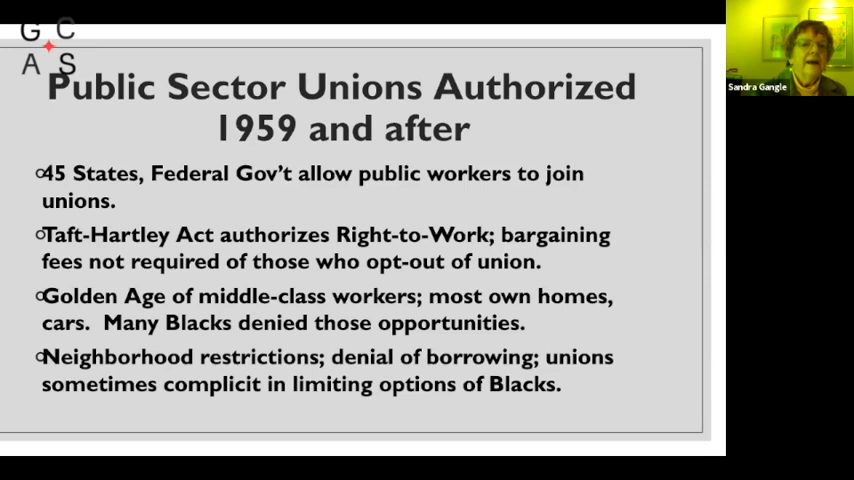 G C
A S
Public Sector Unions Authorized
1959 and after
45 States, Federal Gov't allow public workers to join
unions.
Taft-Hartley Act authorizes Right-to-Work; bargaining
fees not required of those who opt-out of union.
Golden Age of middle-class workers; most own homes,
cars. Many Blacks denied those opportunities.
Neighborhood restrictions; denial of borrowing; unions
sometimes complicit in limiting options of Blacks.
Sandra Gangle